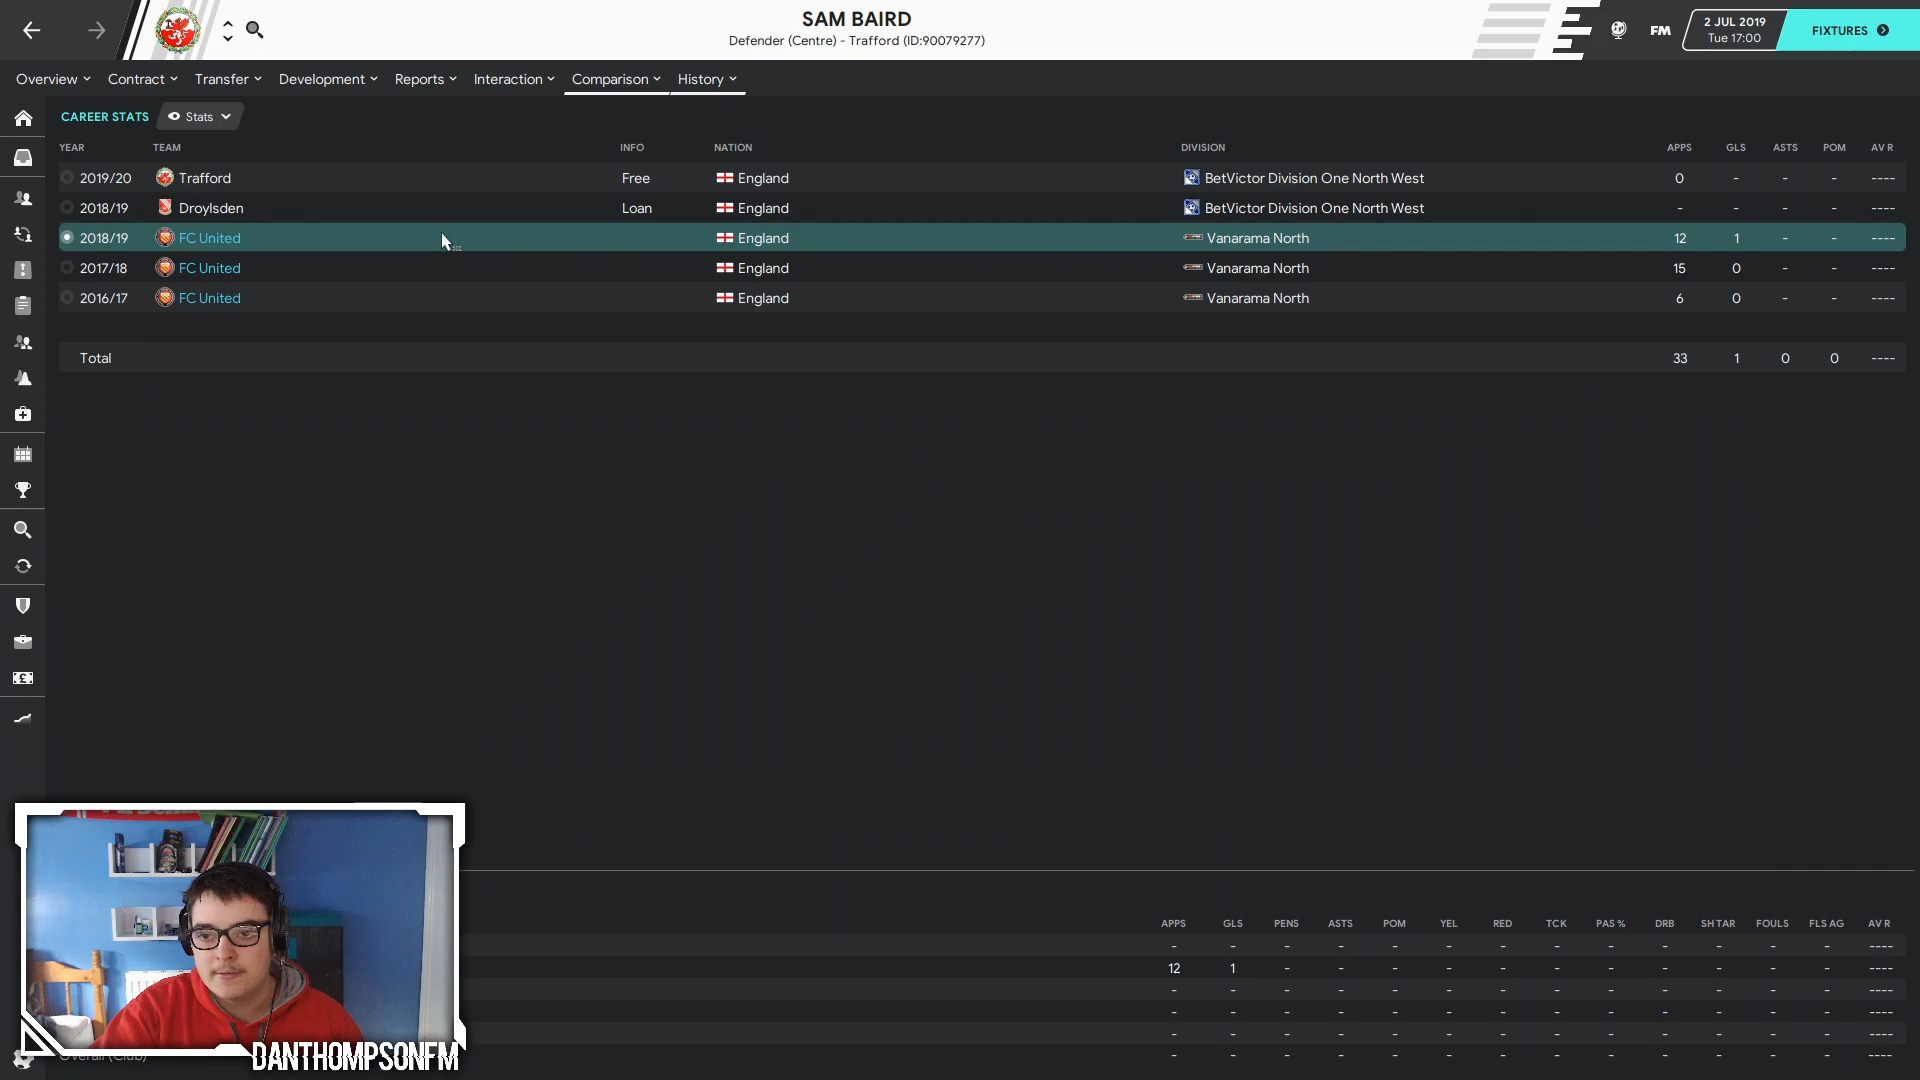 SAM BAIRD
Defender (Centre) - Trafford (ID:90079277)
FM
2 JUL 2019
Tue 17:00
FIXTURES
Overview Contract Transfer Development Reports Interaction Comparison History
CAREER STATS Stats
YEAR TEAM INFO NATION DIVISION APPS GLS ASTS POM AV R
2019/20 Trafford Free England BetVictor Division One North West 0 - - - ----
2018/19 Droylsden Loan England BetVictor Division One North West - - - - ----
2018/19 FC United England Vanarama North 12 1 - - ----
2017/18 FC United England Vanarama North 15 0 - - ----
2016/17 FC United England Vanarama North 6 0 - - ----
Total 33 1 0 0 ----
APPS GLS PENS ASTS POM YEL RED TCK PAS % DRB SH TAR FOULS FLS AG AV R
- - - - - - - - - - - - - ----
12 1 - - - - - - - - - - - ----
- - - - - - - - - - - - - ----
- - - - - - - - - - - - - ----
- - - - - - - - - - - - - ----
Overall (Club) - - - - - - - - - - - - - ----
DANTHOMPSONFM